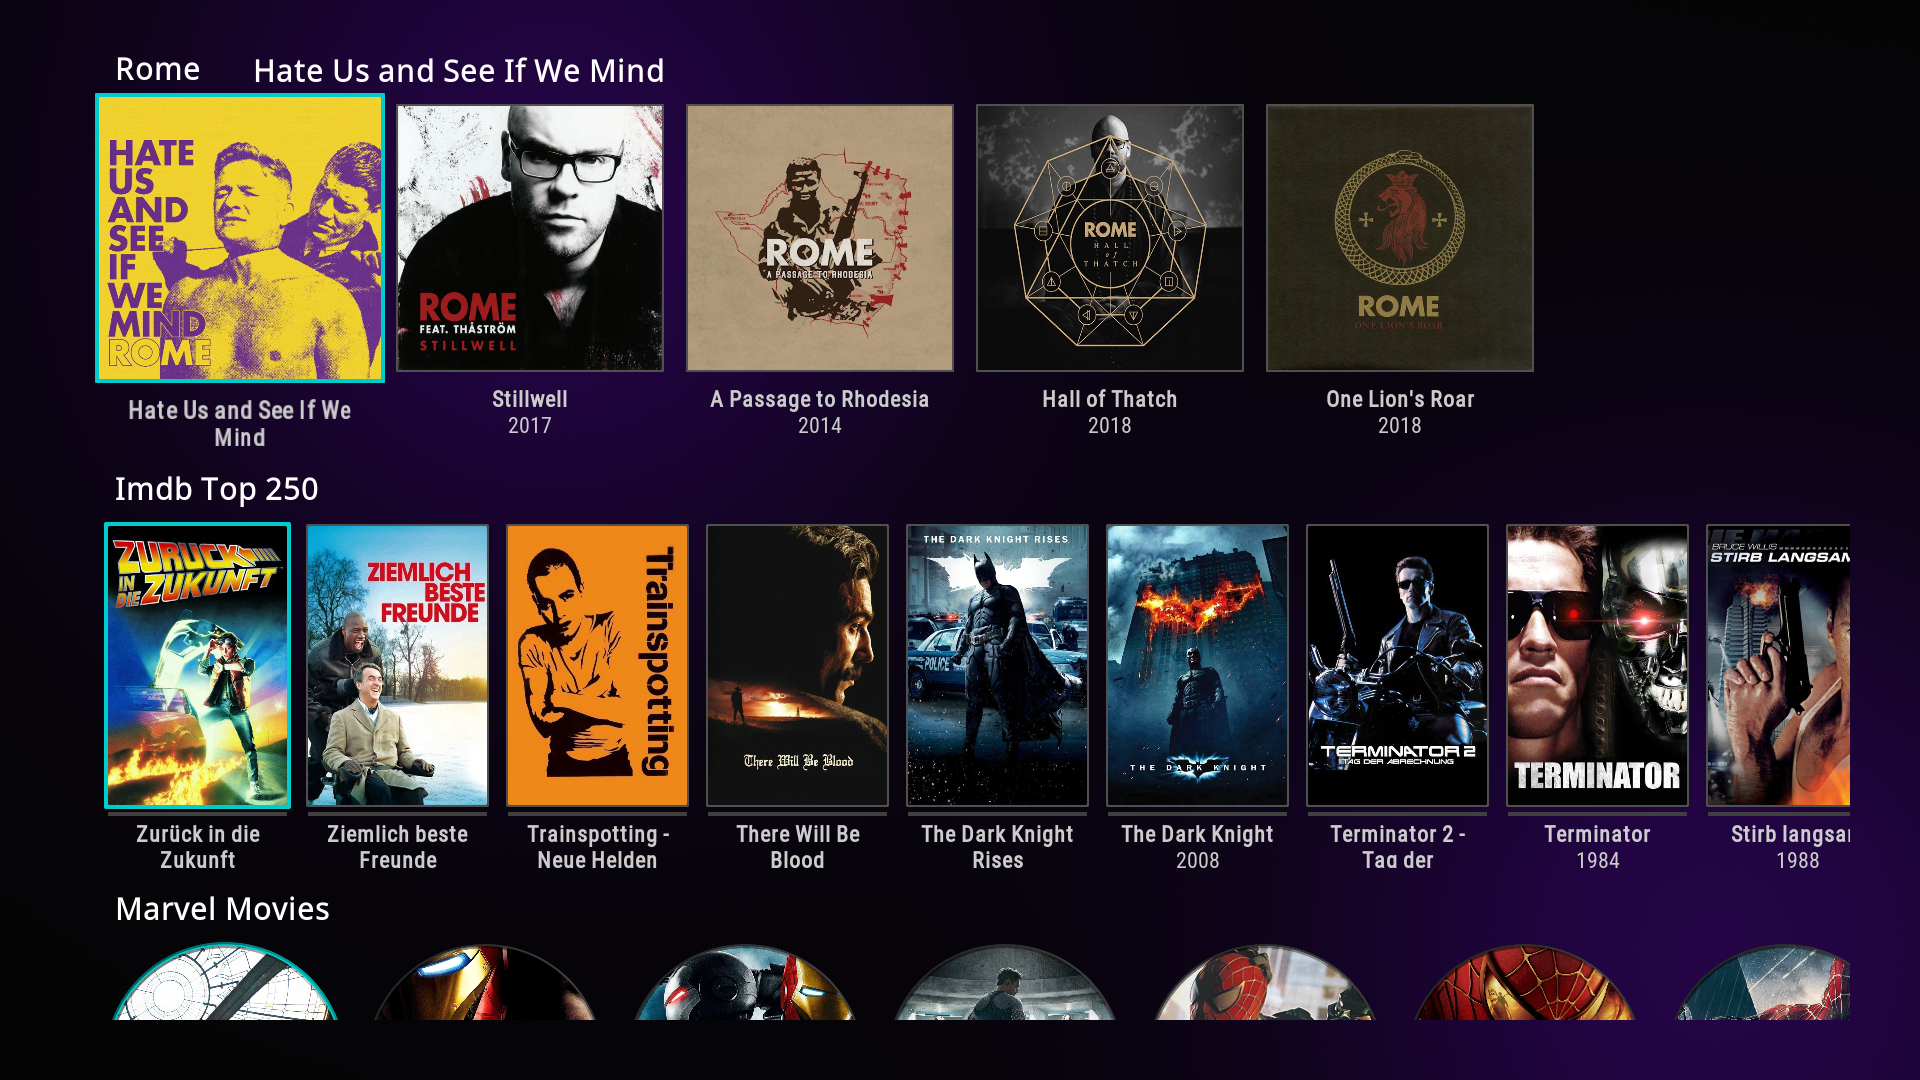 Rome Hate Us and See If We Mind
HATE
US
AND
SEE
IF
WE
MIND
ROME
ROME
FEAT. THÅSTRÖM
STILLWELL
ROME
A PASSAGE TO RHODESIA
ROME
HALL
of
THATCH
ROME
ONE LION'S ROAR
Hate Us and See If We
Mind
Stillwell
2017
A Passage to Rhodesia
2014
Hall of Thatch
2018
One Lion's Roar
2018
Imdb Top 250
ZURÜCK
IN
DIE ZUKUNFT
ZIEMLICH
BESTE
FREUNDE
Trainspotting
There Will Be Blood
THE DARK KNIGHT RISES
POLICE
THE DARK KNIGHT
TERMINATOR 2
TAG DER ABRECHNUNG
TERMINATOR
BRUCE WILLIS
STIRB LANGSAM
Zurück in die
Zukunft
Ziemlich beste
Freunde
Trainspotting -
Neue Helden
There Will Be
Blood
The Dark Knight
Rises
The Dark Knight
2008
Terminator 2 -
Tag der
Terminator
1984
Stirb langsam
1988
Marvel Movies